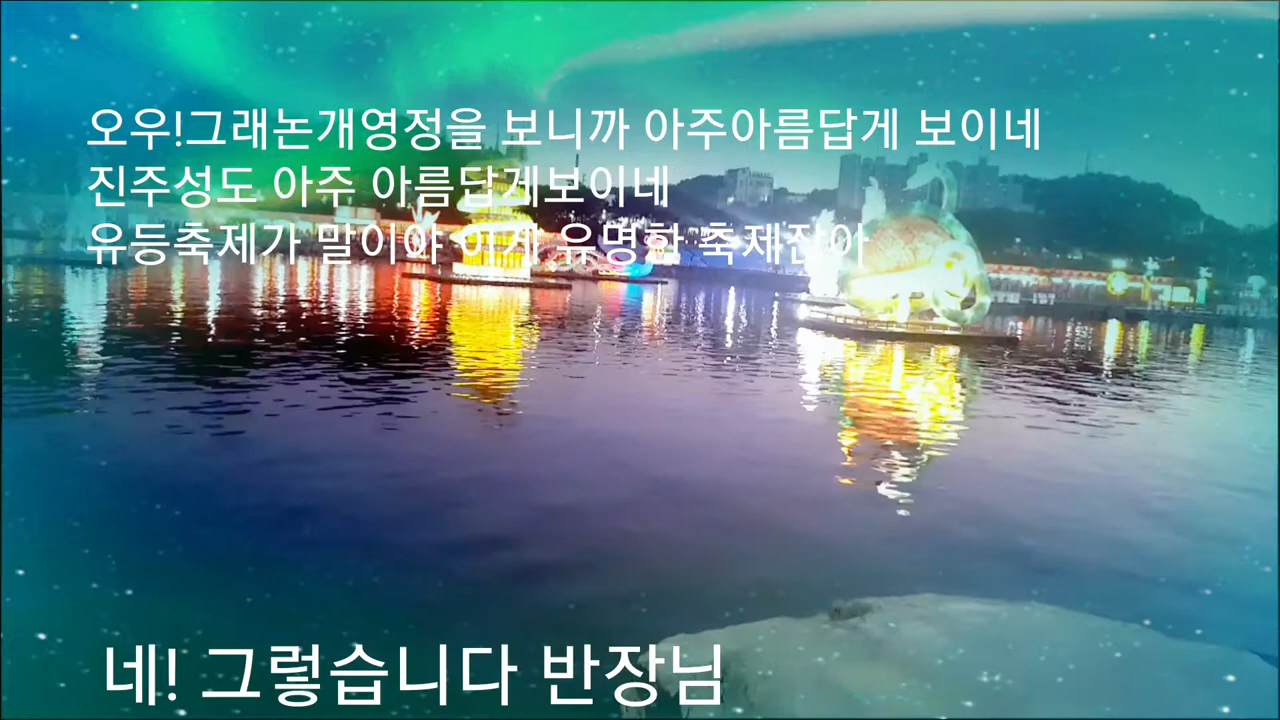 오우!그래논개영정을 보니까 아주아름답게 보이네
진주성도 아주 아름답게보이네
유등축제가 말이야 이게 유명한 축제잖아
네! 그렇습니다 반장님